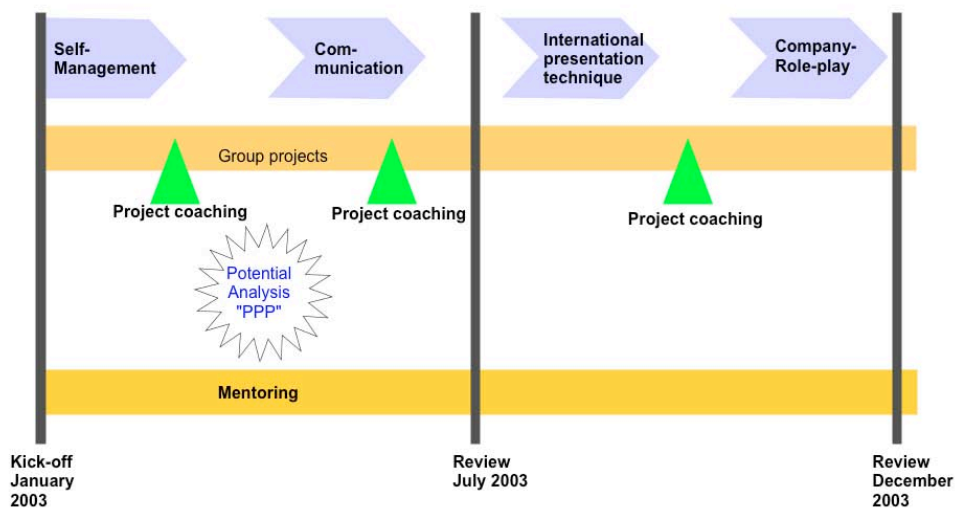 Self-
Management
Com-
munication
International
presentation
technique
Company-
Role-play
Group projects
Project coaching
Project coaching
Project coaching
Potential
Analysis
"PPP"
Mentoring
Kick-off
January
2003
Review
July 2003
Review
December
2003